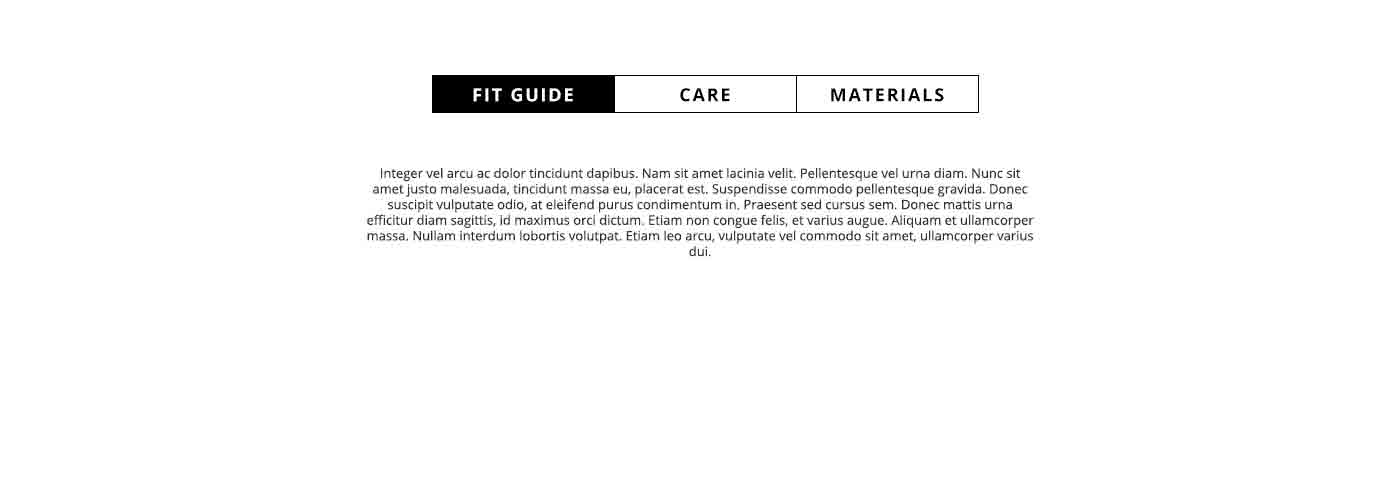 FIT GUIDE CARE MATERIALS
Integer vel arcu ac dolor tincidunt dapibus. Nam sit amet lacinia velit. Pellentesque vel urna diam. Nunc sit
amet justo malesuada, tincidunt massa eu, placerat est. Suspendisse commodo pellentesque gravida. Donec
suscipit vulputate odio, at eleifend purus condimentum in. Praesent sed cursus sem. Donec mattis urna
efficitur diam sagittis, id maximus orci dictum. Etiam non congue felis, et varius augue. Aliquam et ullamcorper
massa. Nullam interdum lobortis volutpat. Etiam leo arcu, vulputate vel commodo sit amet, ullamcorper varius
dui.